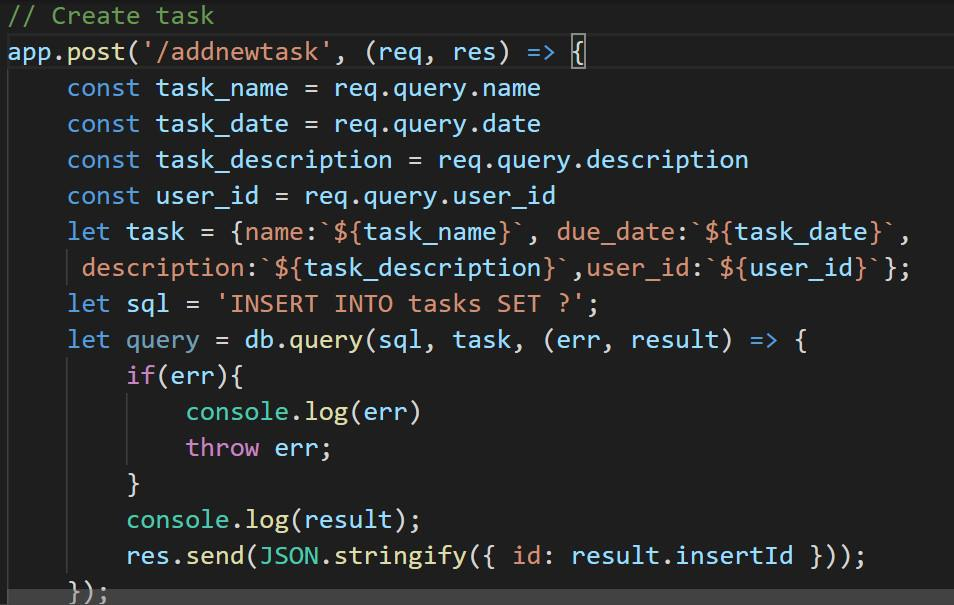 // Create task
app.post('/addnewtask', (req, res) => {
    const task_name = req.query.name
    const task_date = req.query.date
    const task_description = req.query.description
    const user_id = req.query.user_id
    let task = {name:`${task_name}`, due_date:`${task_date}`,
     description:`${task_description}`,user_id:`${user_id}`};
    let sql = 'INSERT INTO tasks SET ?';
    let query = db.query(sql, task, (err, result) => {
        if(err){
            console.log(err)
            throw err;
        }
        console.log(result);
        res.send(JSON.stringify({ id: result.insertId }));
    });